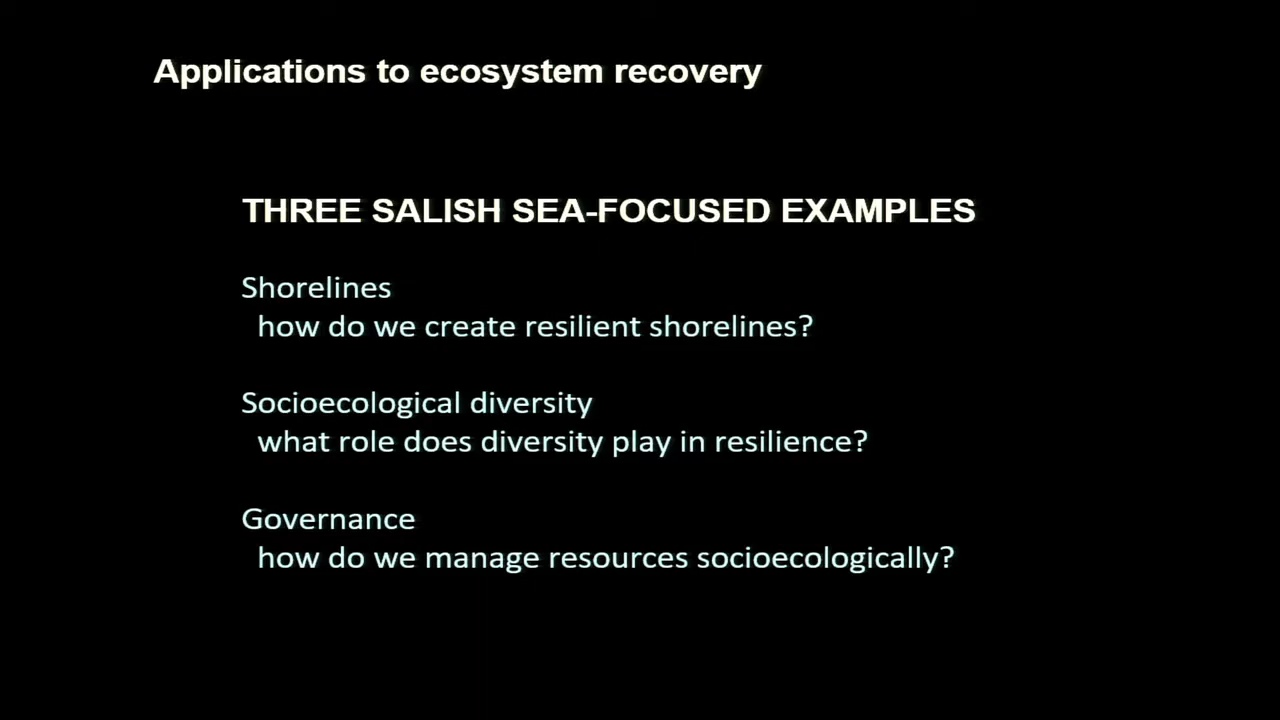 Applications to ecosystem recovery
THREE SALISH SEA-FOCUSED EXAMPLES
Shorelines
how do we create resilient shorelines?
Socioecological diversity
what role does diversity play in resilience?
Governance
how do we manage resources socioecologically?